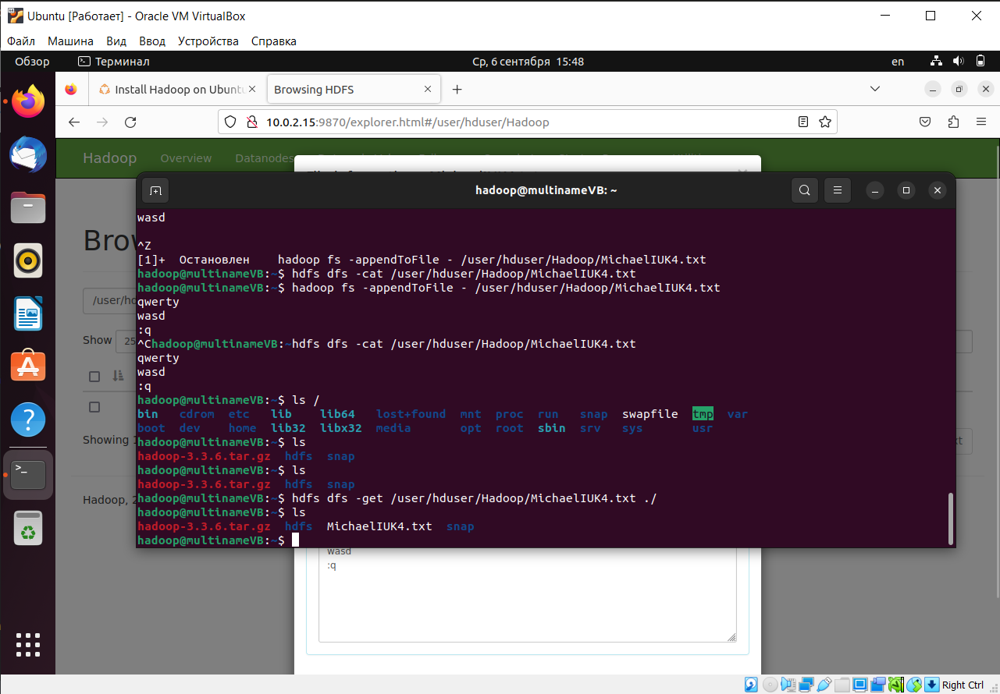 Ubuntu [Работает] - Oracle VM VirtualBox
Файл Машина Вид Ввод Устройства Справка
Обзор Терминал Ср, 6 сентября 15:48 en
Install Hadoop on Ubuntu Browsing HDFS
10.0.2.15:9870/explorer.html#/user/hduser/Hadoop
Hadoop Overview Datanodes
hadoop@multinameVB: ~
wasd
^Z
[1]+ Остановлен hadoop fs -appendToFile - /user/hduser/Hadoop/MichaelIUK4.txt
hadoop@multinameVB:~$ hdfs dfs -cat /user/hduser/Hadoop/MichaelIUK4.txt
hadoop@multinameVB:~$ hadoop fs -appendToFile - /user/hduser/Hadoop/MichaelIUK4.txt
qwerty
wasd
:q
^Chadoop@multinameVB:~hdfs dfs -cat /user/hduser/Hadoop/MichaelIUK4.txt
qwerty
wasd
:q
hadoop@multinameVB:~$ ls /
bin cdrom etc lib lib64 lost+found mnt proc run snap swapfile tmp var
boot dev home lib32 libx32 media opt root sbin srv sys usr
hadoop@multinameVB:~$ ls
hadoop-3.3.6.tar.gz hdfs snap
hadoop@multinameVB:~$ ls
hadoop-3.3.6.tar.gz hdfs snap
hadoop@multinameVB:~$ hdfs dfs -get /user/hduser/Hadoop/MichaelIUK4.txt ./
hadoop@multinameVB:~$ ls
hadoop-3.3.6.tar.gz hdfs MichaelIUK4.txt snap
hadoop@multinameVB:~$
Brow
/user/hd
Show 25
Showing
Hadoop, 2
wasd
:q
Right Ctrl